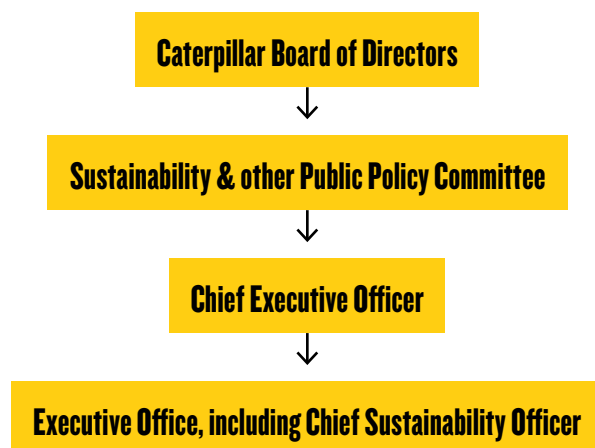 Caterpillar Board of Directors
Sustainability & other Public Policy Committee
Chief Executive Officer
Executive Office, including Chief Sustainability Officer